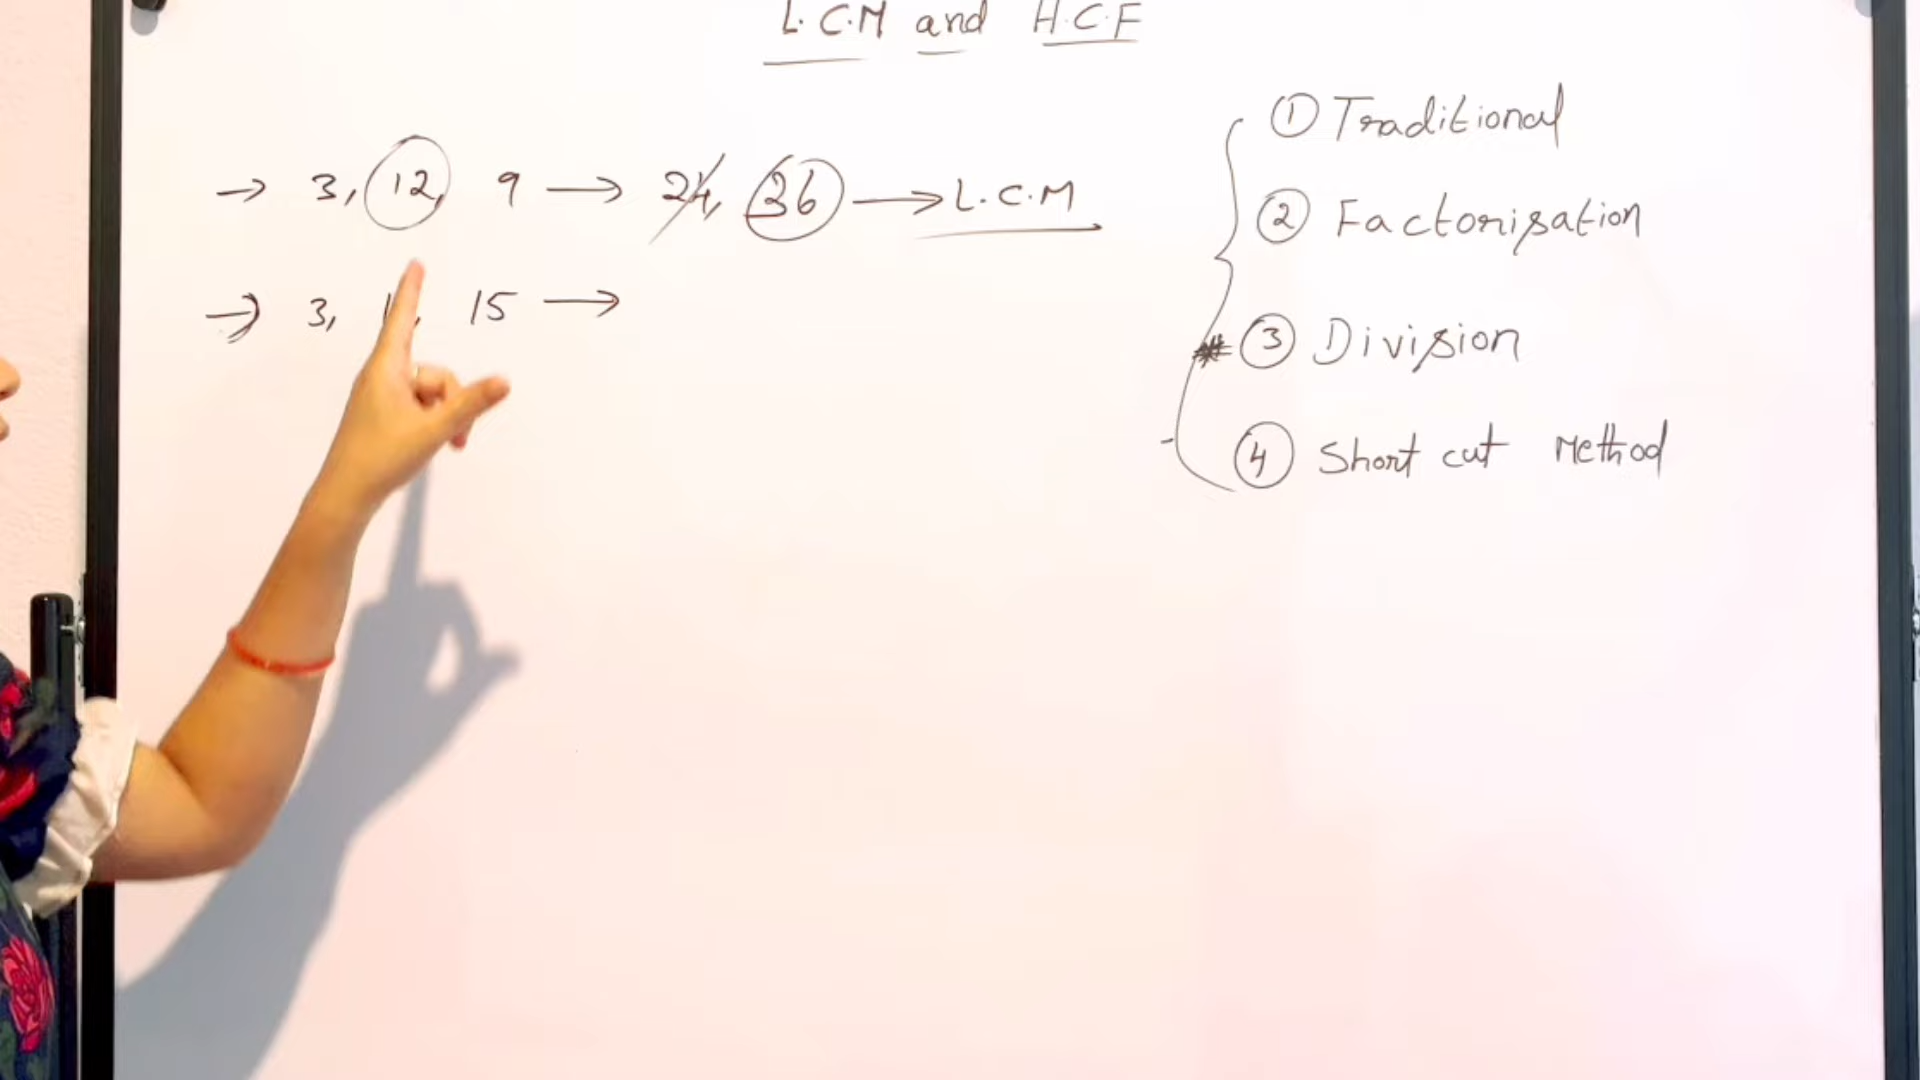 L.C.M and H.C.F
→ 3, 12, 9 → 24, 36 → L.C.M
→ 3, 15 →
① Traditional
② Factorisation
③ Division
④ Short cut Method